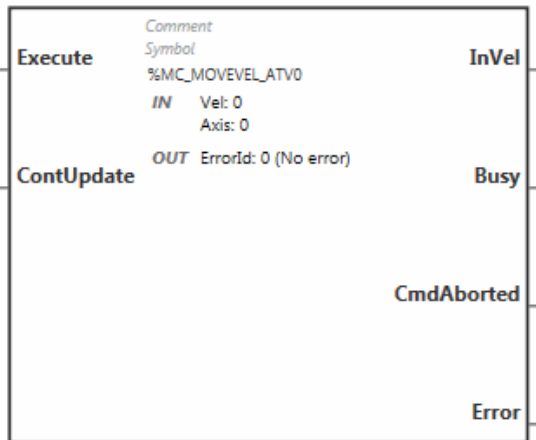 Comment
Execute
Symbol
InVel
%MC_MOVEVEL_ATV0
IN Vel: 0
Axis: 0
OUT ErrorId: 0 (No error)
ContUpdate
Busy
CmdAborted
Error